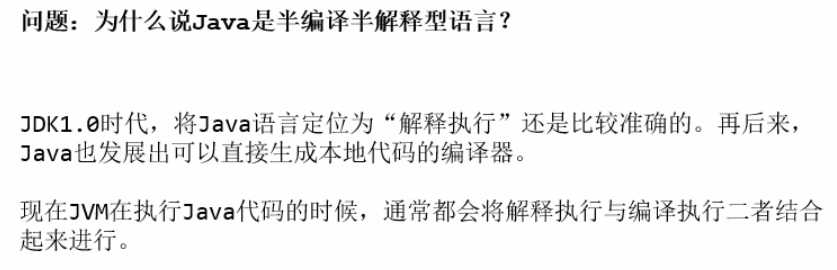 问题：为什么说Java是半编译半解释型语言？
JDK1.0时代，将Java语言定位为“解释执行”还是比较准确的。再后来，
Java也发展出可以直接生成本地代码的编译器。
现在JVM在执行Java代码的时候，通常都会将解释执行与编译执行二者结合
起来进行。